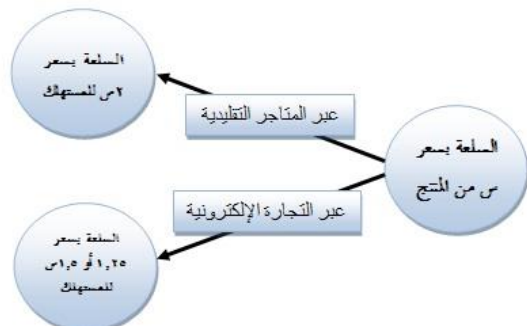 السلعة بسعر
س من المنتج
عبر المتاجر التقليدية
السلعة بسعر
٢س للمستهلك
عبر التجارة الإلكترونية
السلعة بسعر
١,٢٥ أو ١,٥س
للمستهلك